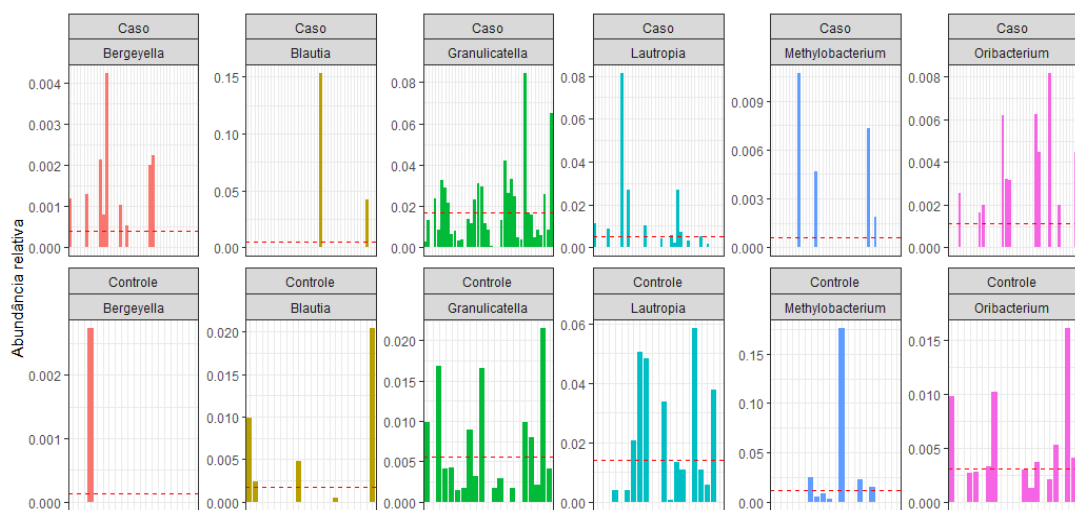 Caso Caso Caso Caso Caso Caso
Bergeyella Blautia Granulicatella Lautropia Methylobacterium Oribacterium
0.004 0.003 0.002 0.001 0.000
0.15 0.10 0.05 0.00
0.08 0.06 0.04 0.02 0.00
0.08 0.06 0.04 0.02 0.00
0.009 0.006 0.003 0.000
0.008 0.006 0.004 0.002 0.000
Abundância relativa
Controle Controle Controle Controle Controle Controle
Bergeyella Blautia Granulicatella Lautropia Methylobacterium Oribacterium
0.002 0.001 0.000
0.020 0.015 0.010 0.005 0.000
0.020 0.015 0.010 0.005 0.000
0.06 0.04 0.02 0.00
0.15 0.10 0.05 0.00
0.015 0.010 0.005 0.000